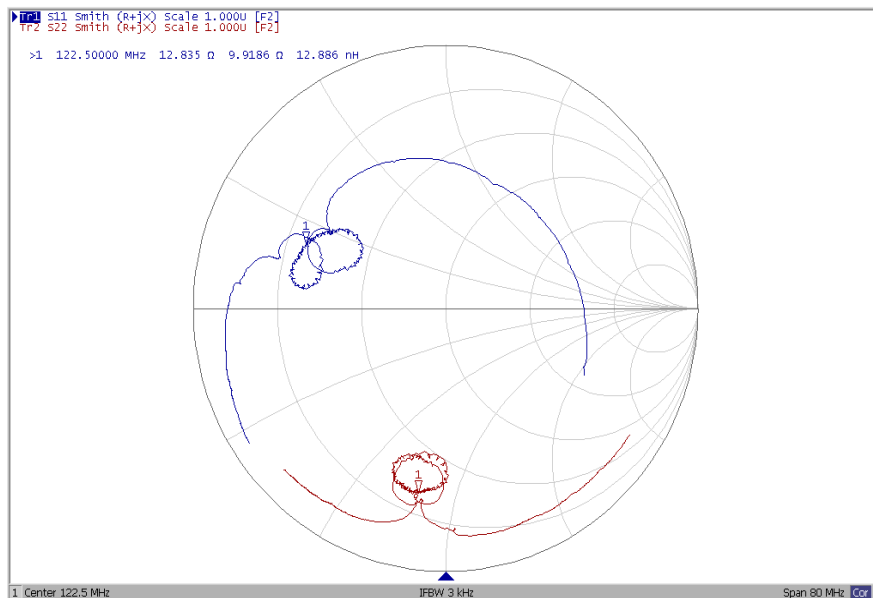 Tr1 S11 Smith (R+jX) Scale 1.000U [F2]
Tr2 S22 Smith (R+jX) Scale 1.000U [F2]
>1 122.50000 MHz 12.835 Ω 9.9186 Ω 12.886 nH
1
1
1 Center 122.5 MHz IFBW 3 kHz Span 80 MHz Cor